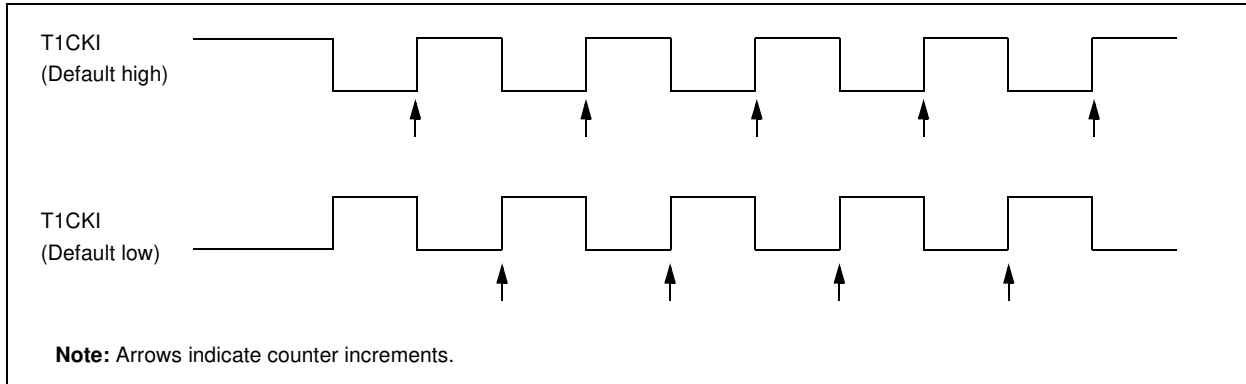 T1CKI
(Default high)
T1CKI
(Default low)
Note: Arrows indicate counter increments.